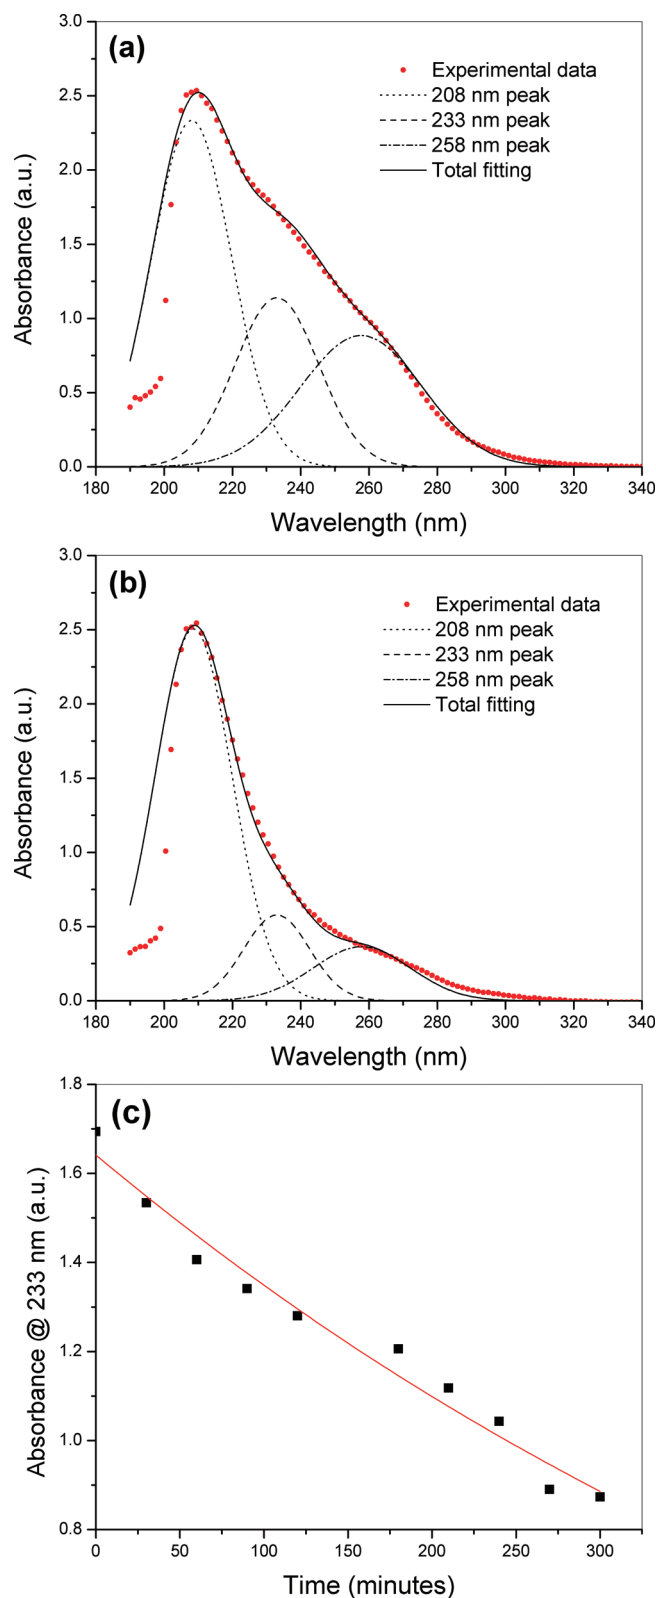 (a)
Experimental data
208 nm peak
233 nm peak
258 nm peak
Total fitting
Absorbance (a.u.)
3.0
2.5
2.0
1.5
1.0
0.5
0.0
180 200 220 240 260 280 300 320 340
Wavelength (nm)
(b)
Experimental data
208 nm peak
233 nm peak
258 nm peak
Total fitting
Absorbance (a.u.)
3.0
2.5
2.0
1.5
1.0
0.5
0.0
180 200 220 240 260 280 300 320 340
Wavelength (nm)
(c)
Absorbance @ 233 nm (a.u.)
1.8
1.6
1.4
1.2
1.0
0.8
0 50 100 150 200 250 300
Time (minutes)